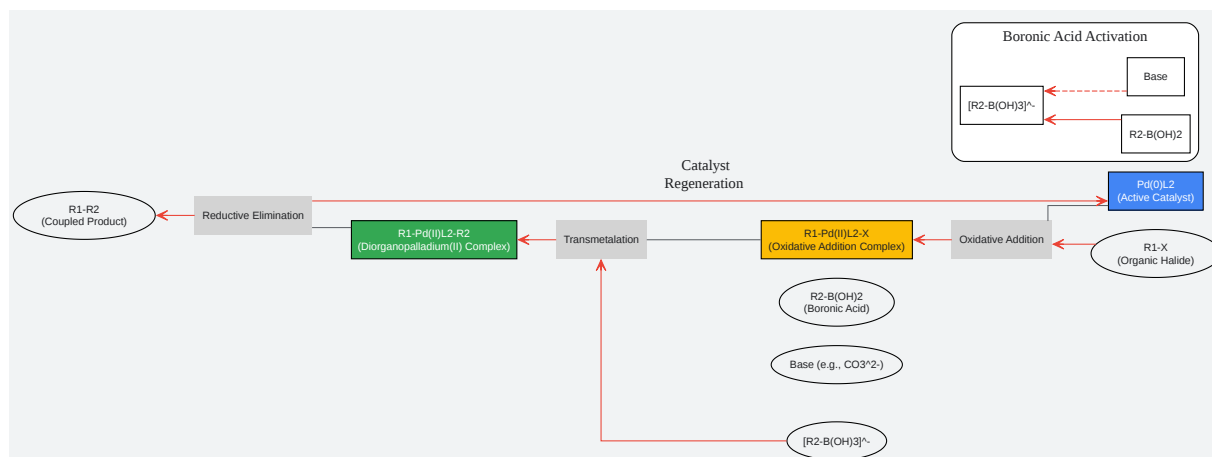 Boronic Acid Activation
Base
[R2-B(OH)3]^-
R2-B(OH)2
Catalyst
Regeneration
Pd(0)L2
(Active Catalyst)
R1-R2
(Coupled Product)
Reductive Elimination
R1-Pd(II)L2-R2
(Diorganopalladium(II) Complex)
Transmetalation
R1-Pd(II)L2-X
(Oxidative Addition Complex)
Oxidative Addition
R1-X
(Organic Halide)
R2-B(OH)2
(Boronic Acid)
Base (e.g., CO3^2-)
[R2-B(OH)3]^-